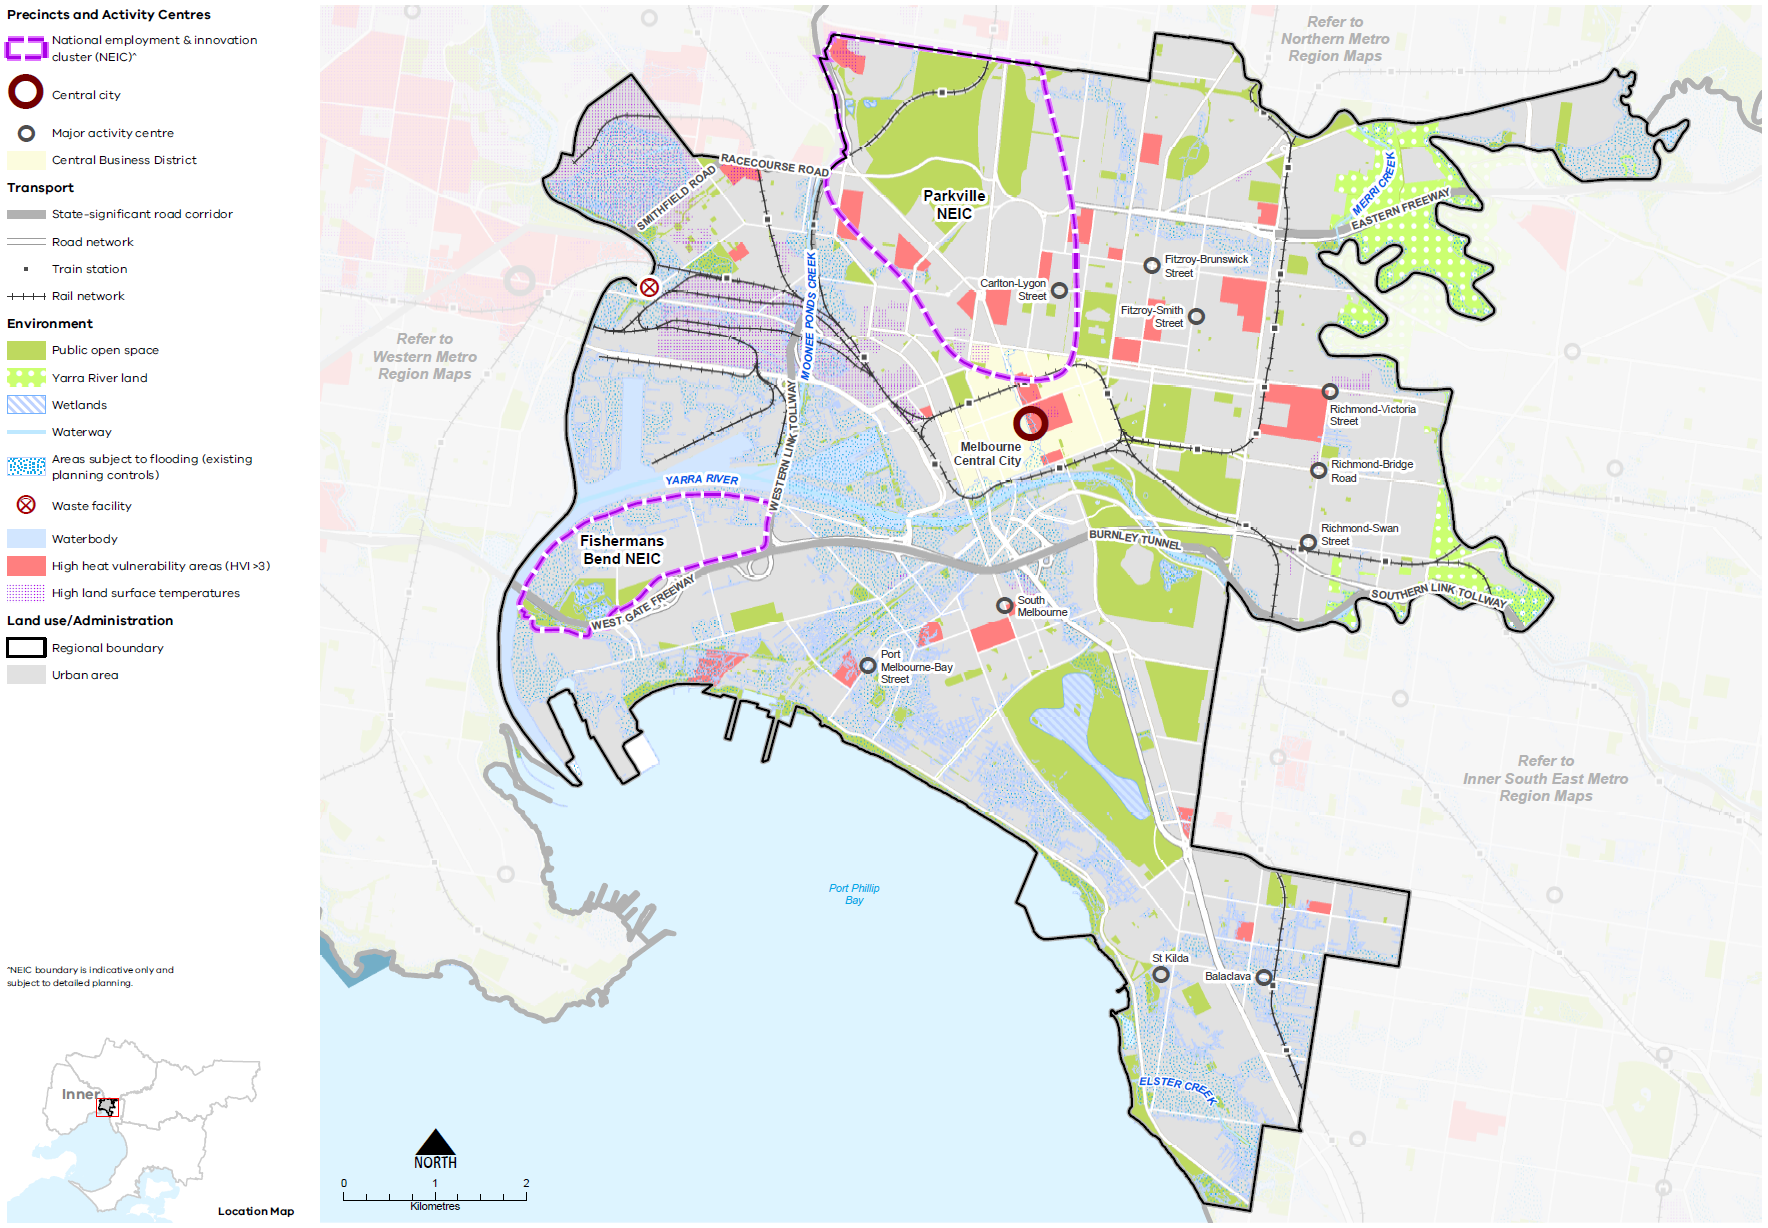 Precincts and Activity Centres
National employment & innovation
cluster (NEIC)^
Central city
Major activity centre
Central Business District
Transport
State-significant road corridor
Road network
Train station
Rail network
Environment
Public open space
Yarra River land
Wetlands
Waterway
Areas subject to flooding (existing
planning controls)
Waste facility
Waterbody
High heat vulnerability areas (HVI >3)
High land surface temperatures
Land use/Administration
Regional boundary
Urban area
^NEIC boundary is indicative only and
subject to detailed planning.
Inner
Location Map
Refer to
Northern Metro
Region Maps
RACECOURSE ROAD
SMITHFIELD ROAD
Parkville
NEIC
MERRI CREEK
EASTERN FREEWAY
MOONEE PONDS CREEK
Carlton-Lygon
Street
Fitzroy-Brunswick
Street
Fitzroy-Smith
Street
Refer to
Western Metro
Region Maps
WESTERN LINK TOLLWAY
Melbourne
Central City
Richmond-Victoria
Street
Richmond-Bridge
Road
Richmond-Swan
Street
YARRA RIVER
Fishermans
Bend NEIC
WEST GATE FREEWAY
BURNLEY TUNNEL
SOUTHERN LINK TOLLWAY
South
Melbourne
Port
Melbourne-Bay
Street
Refer to
Inner South East Metro
Region Maps
Port Phillip
Bay
St Kilda
Balaclava
ELSTER CREEK
NORTH
0 1 2
Kilometres